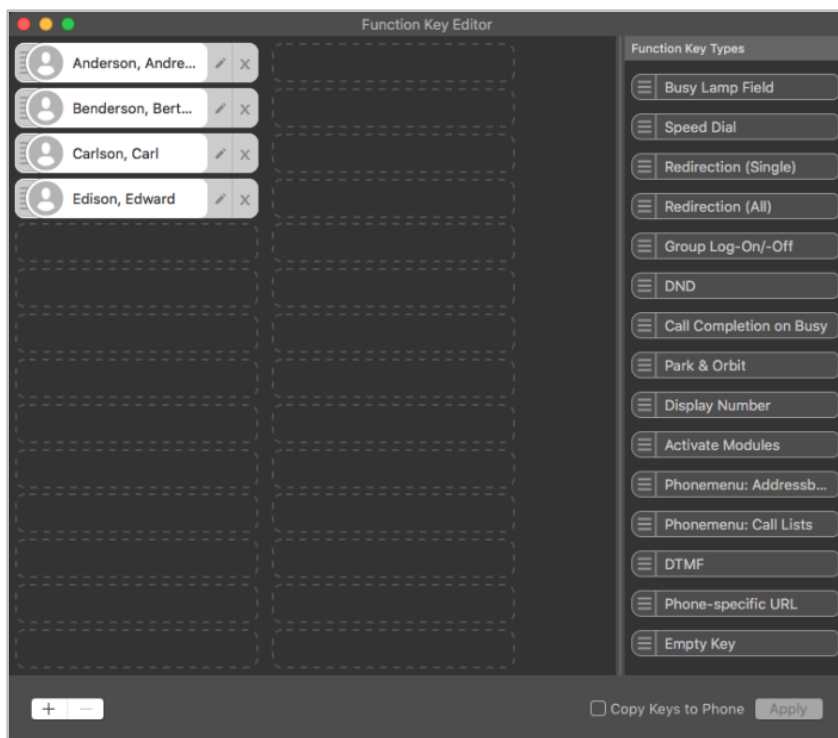 Function Key Editor
Anderson, Andre...
X
Benderson, Bert...
X
Carlson, Carl
X
Edison, Edward
X
Function Key Types
Busy Lamp Field
Speed Dial
Redirection (Single)
Redirection (All)
Group Log-On/-Off
DND
Call Completion on Busy
Park & Orbit
Display Number
Activate Modules
Phonemenu: Addressb...
Phonemenu: Call Lists
DTMF
Phone-specific URL
Empty Key
+ −
Copy Keys to Phone
Apply